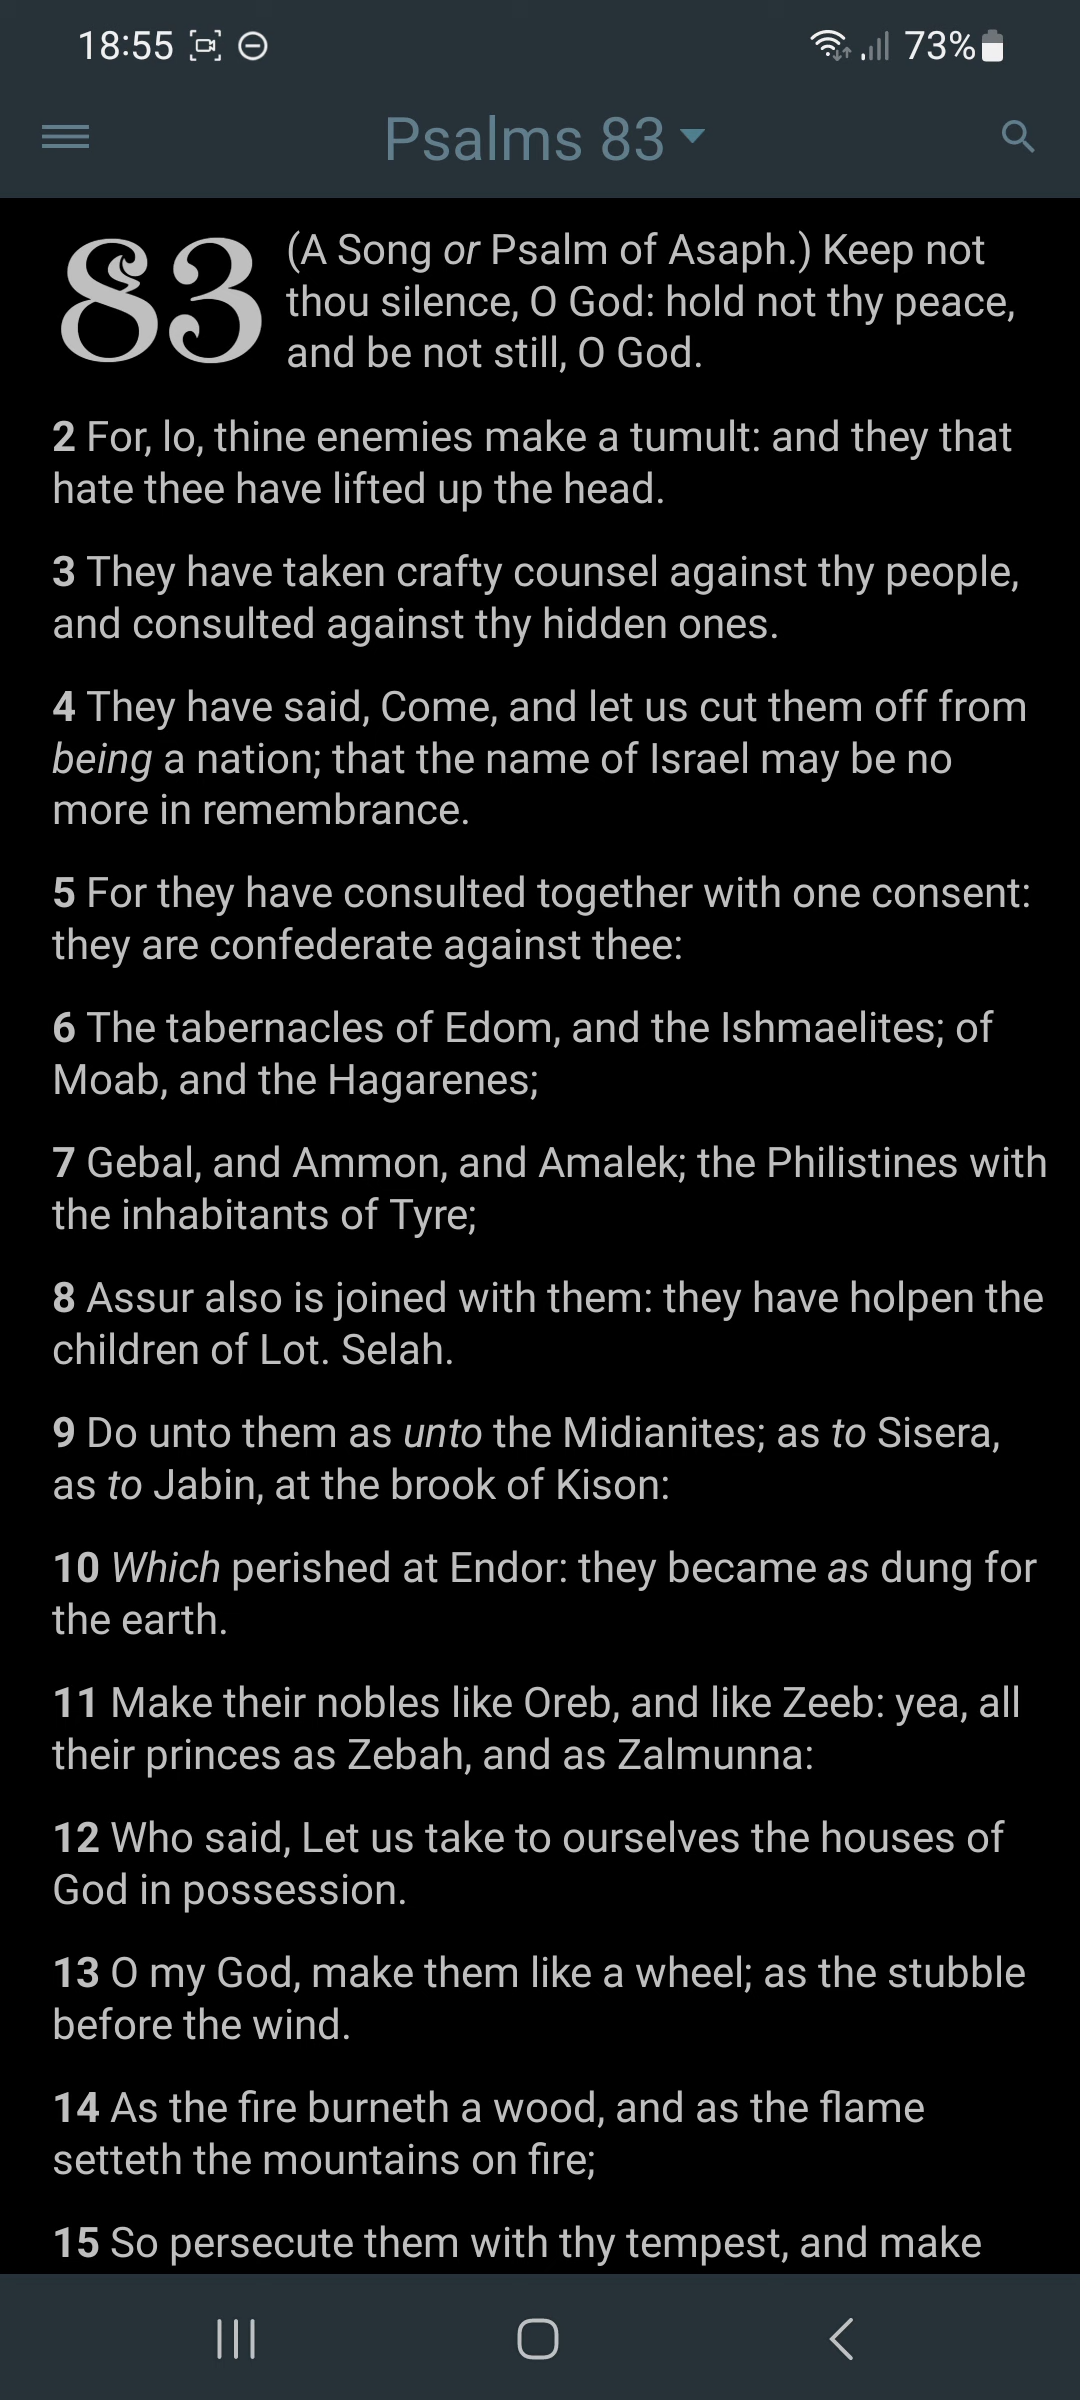 18:55
73%
Psalms 83
83
(A Song or Psalm of Asaph.) Keep not
thou silence, O God: hold not thy peace,
and be not still, O God.
2 For, lo, thine enemies make a tumult: and they that
hate thee have lifted up the head.
3 They have taken crafty counsel against thy people,
and consulted against thy hidden ones.
4 They have said, Come, and let us cut them off from
being a nation; that the name of Israel may be no
more in remembrance.
5 For they have consulted together with one consent:
they are confederate against thee:
6 The tabernacles of Edom, and the Ishmaelites; of
Moab, and the Hagarenes;
7 Gebal, and Ammon, and Amalek; the Philistines with
the inhabitants of Tyre;
8 Assur also is joined with them: they have holpen the
children of Lot. Selah.
9 Do unto them as unto the Midianites; as to Sisera,
as to Jabin, at the brook of Kison:
10 Which perished at Endor: they became as dung for
the earth.
11 Make their nobles like Oreb, and like Zeeb: yea, all
their princes as Zebah, and as Zalmunna:
12 Who said, Let us take to ourselves the houses of
God in possession.
13 O my God, make them like a wheel; as the stubble
before the wind.
14 As the fire burneth a wood, and as the flame
setteth the mountains on fire;
15 So persecute them with thy tempest, and make